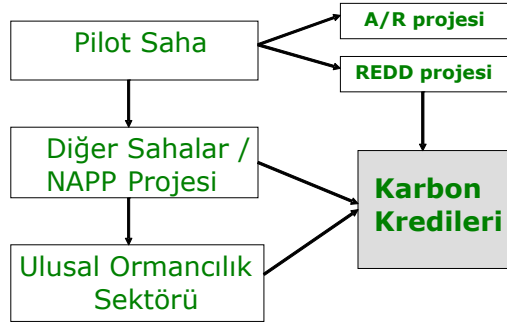 Pilot Saha
A/R projesi
REDD projesi
Diğer Sahalar /
NAPP Projesi
Karbon
Kredileri
Ulusal Ormancılık
Sektörü